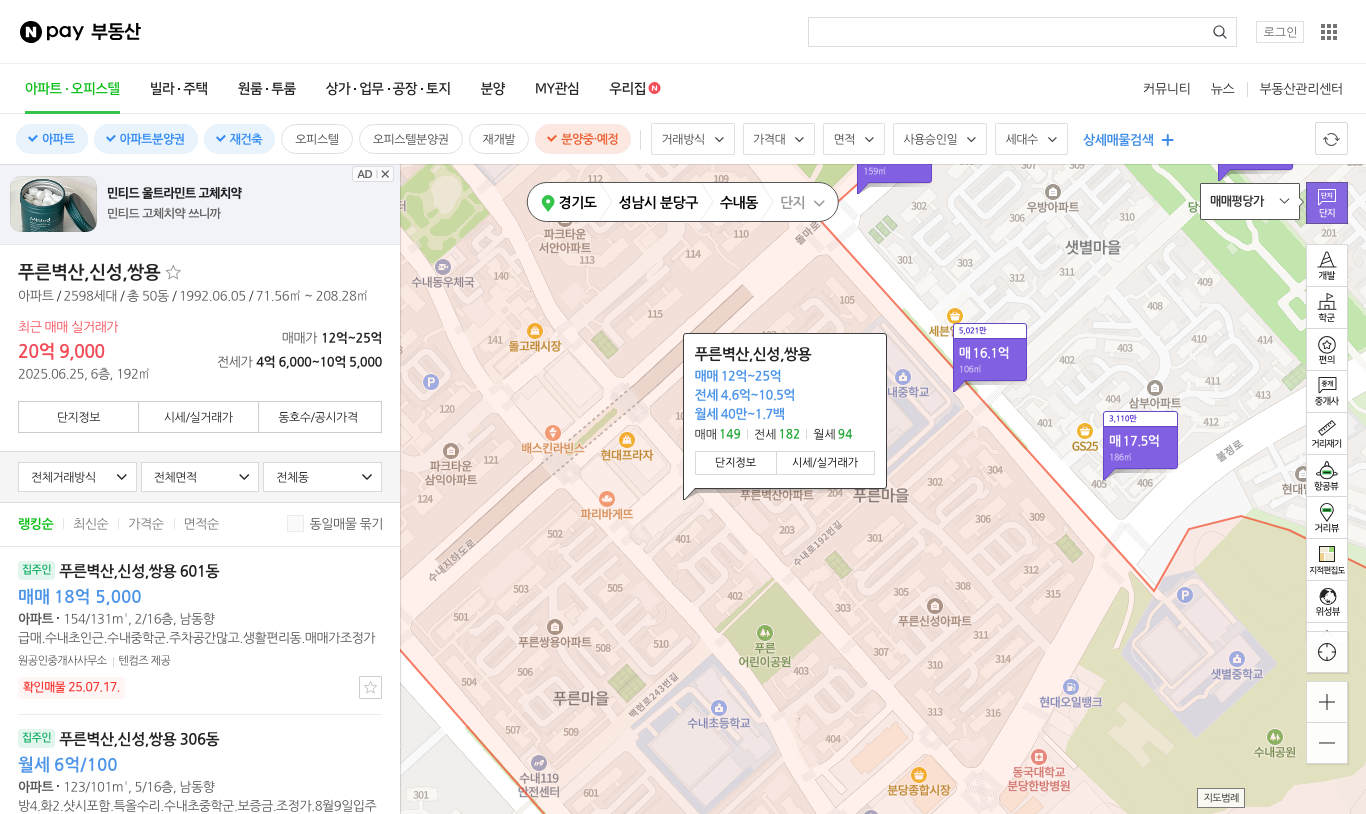 N pay 부동산
로그인
아파트·오피스텔 빌라·주택 원룸·투룸 상가·업무·공장·토지 분양 MY관심 우리집 N
커뮤니티 뉴스 부동산관리센터
아파트 아파트분양권 재건축 오피스텔 오피스텔분양권 재개발 분양중·예정 거래방식 가격대 면적 사용승인일 세대수 상세매물검색
AD
민티드 울트라민트 고체치약
민티드 고체치약 쓰니까
푸른벽산,신성,쌍용
아파트 / 2598세대 / 총 50동 / 1992.06.05 / 71.56㎡ ~ 208.28㎡
최근 매매 실거래가
20억 9,000
2025.06.25, 6층, 192㎡
매매가 12억~25억
전세가 4억 6,000~10억 5,000
단지정보 시세/실거래가 동호수/공시가격
전체거래방식 전체면적 전체동
랭킹순 최신순 가격순 면적순 동일매물 묶기
집주인 푸른벽산,신성,쌍용 601동
매매 18억 5,000
아파트 · 154/131㎡, 2/16층, 남동향
급매.수내초인근.수내중학군.주차공간많고.생활편리동.매매가조정가
원공인중개사사무소 텐컴즈 제공
확인매물 25.07.17.
집주인 푸른벽산,신성,쌍용 306동
월세 6억/100
아파트 · 123/101㎡, 5/16층, 남동향
방4.화2.샷시포함.특올수리.수내초중학군.보증금.조정가.8월9일입주
경기도 성남시 분당구 수내동 단지
159㎡
매매평당가
단지
단지
개발
학군
편의
중개
중개사
거리재기
항공뷰
거리뷰
지적편집도
위성뷰
지도범례
파크타운
서안아파트
돌마로
우방아파트
샛별마을
201
수내동우체국
113
110
114
140
141
115
105
돌고래시장
303
307
302
312
311
301
408
409
406
402
403
404
405
5,021만
매 16.1억
106㎡
삼부아파트
3,110만
매 17.5억
186㎡
GS25
불정로
푸른벽산,신성,쌍용
매매 12억~25억
전세 4.6억~10.5억
월세 40만~1.7백
매매 149 전세 182 월세 94
단지정보 시세/실거래가
푸른벽산아파트
204
푸른마을
P
배스킨라빈스
현대프라자
파크타운
삼익아파트
120
121
123
파리바게뜨
502
401
수내로192번길
수내지하도로
304
306
301
402
302
305
303
308
304
312
푸른신성아파트
푸른쌍용아파트
508
504
506
푸른
어린이공원
푸른마을
백현로243번길
507
509
수내초등학교
307
310
314
313
316
404
P
샛별중학교
현대오일뱅크
수내공원
동국대학교
분당한방병원
분당종합시장
수내119
안전센터
601
301